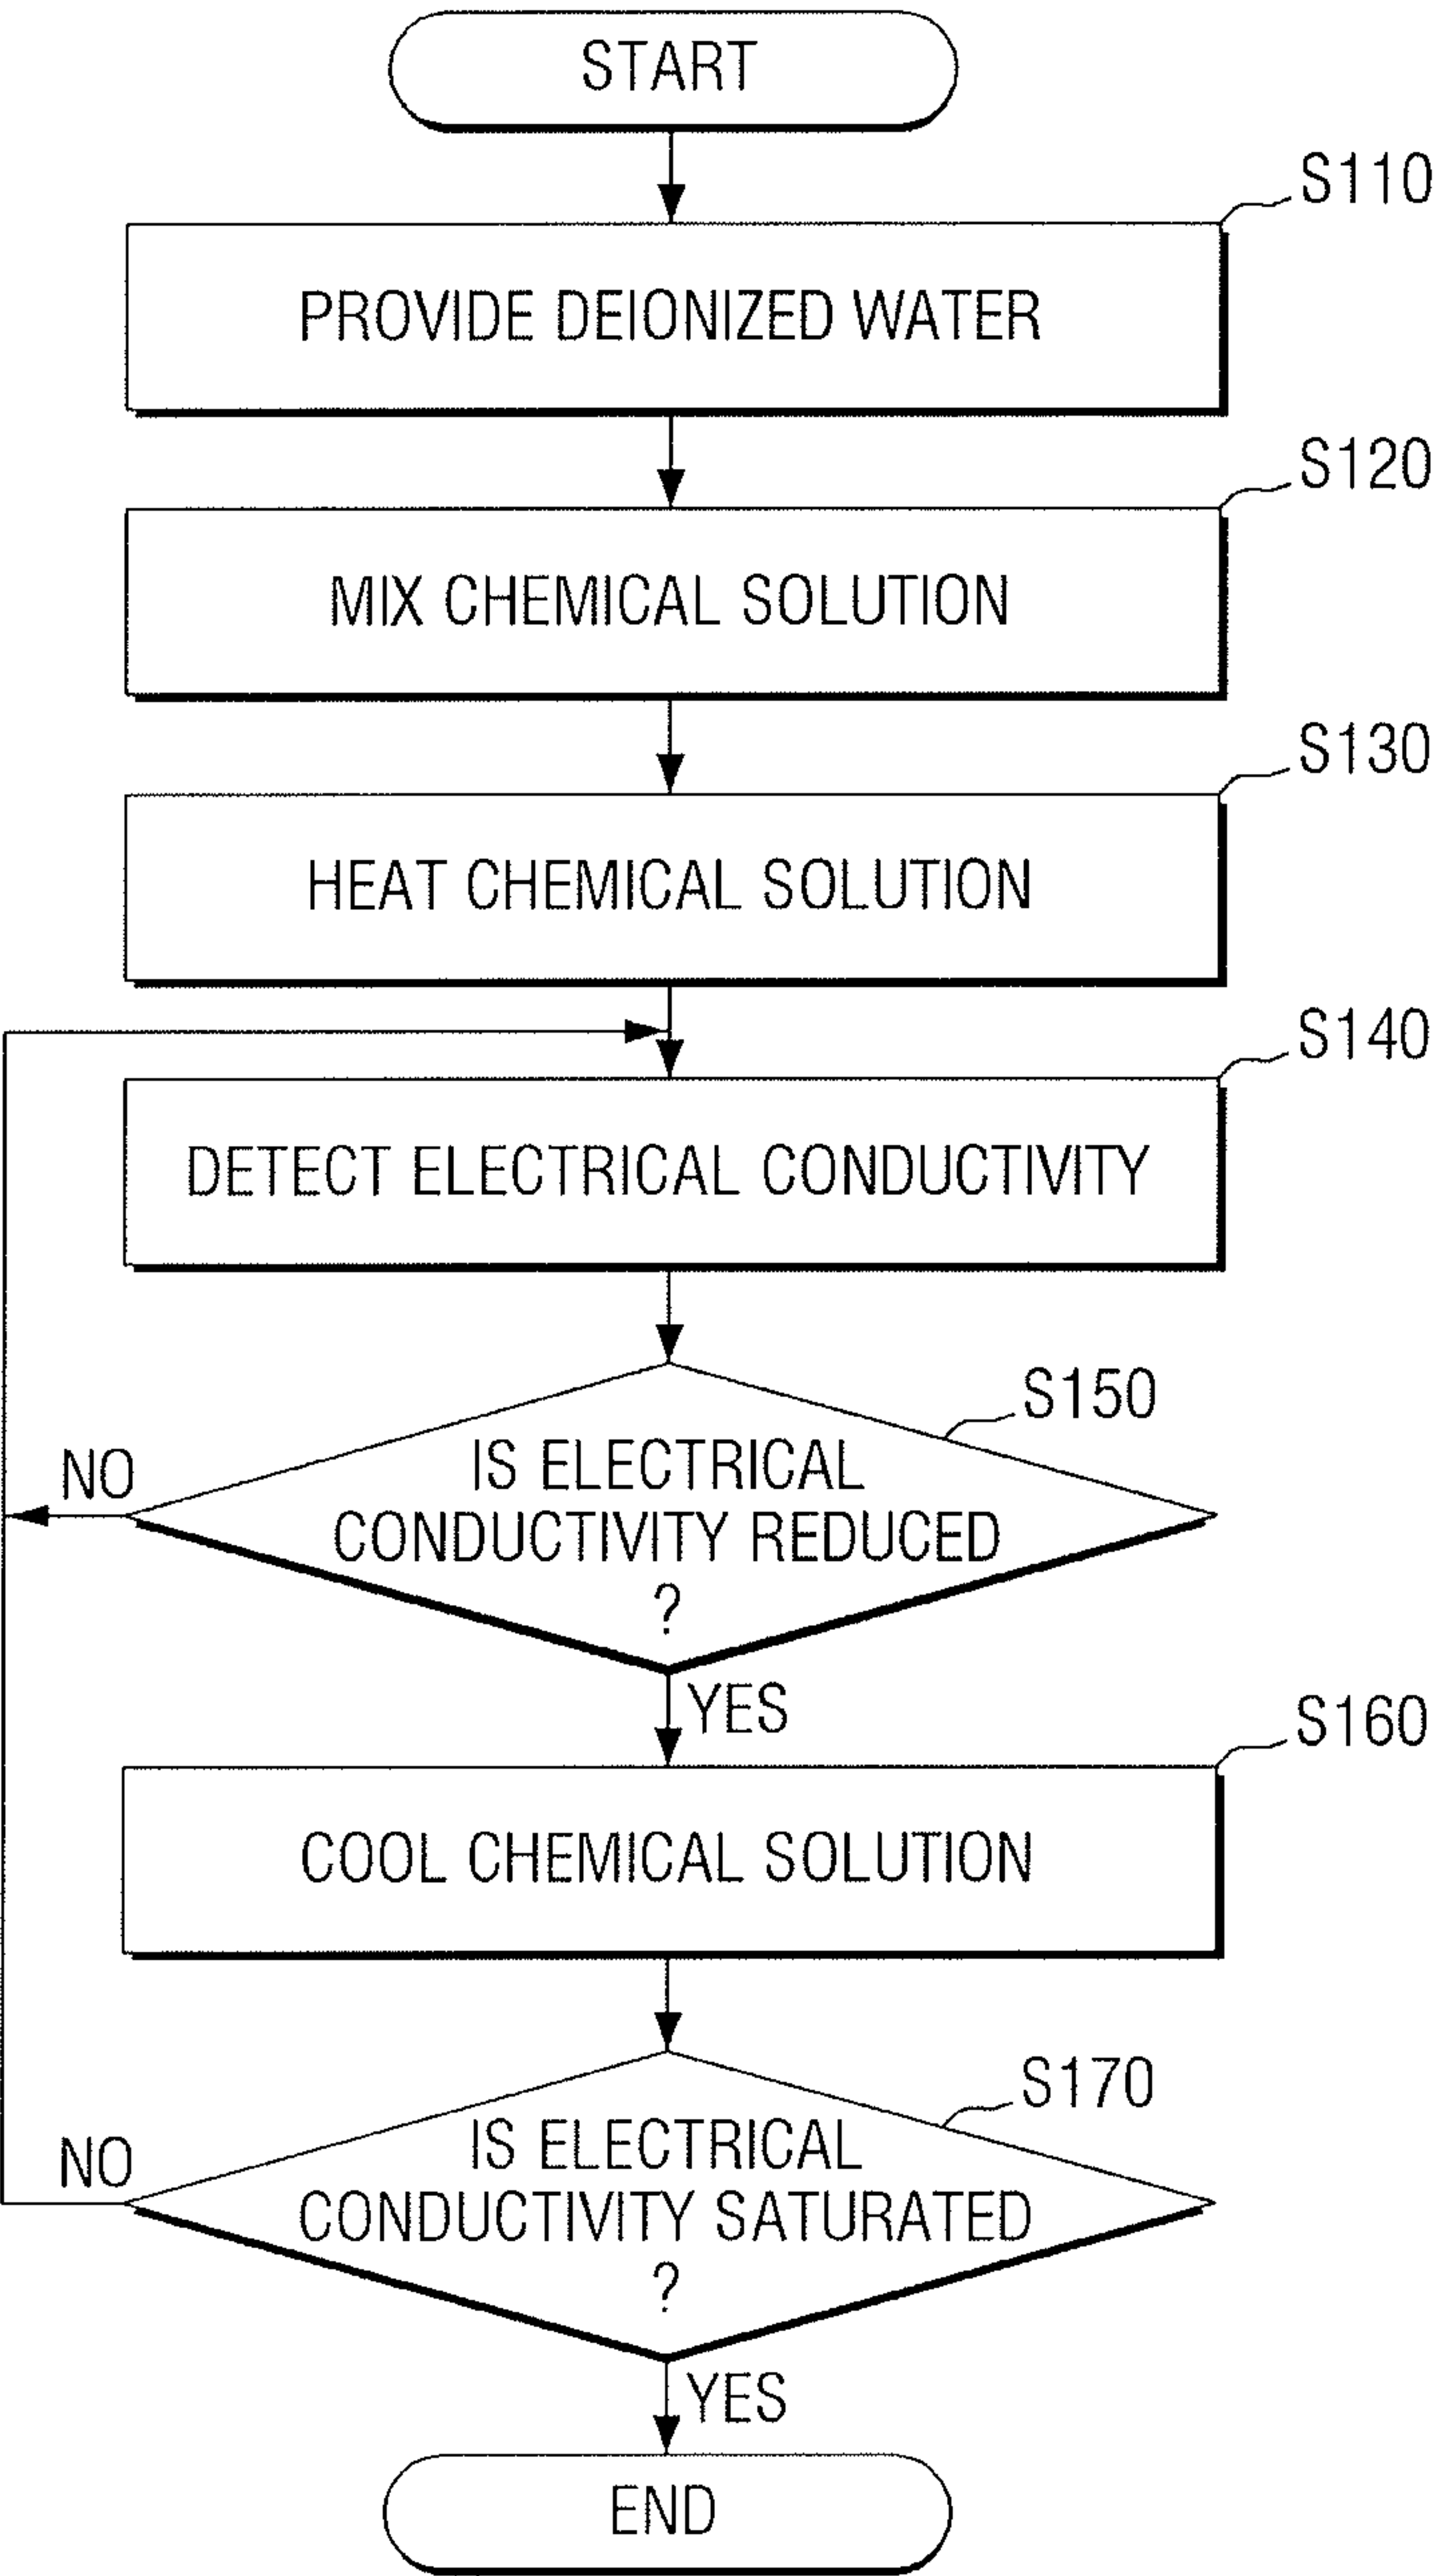 START
S110
PROVIDE DEIONIZED WATER
S120
MIX CHEMICAL SOLUTION
S130
HEAT CHEMICAL SOLUTION
S140
DETECT ELECTRICAL CONDUCTIVITY
S150
IS ELECTRICAL
CONDUCTIVITY REDUCED
?
NO
YES
S160
COOL CHEMICAL SOLUTION
S170
IS ELECTRICAL
CONDUCTIVITY SATURATED
?
NO
YES
END